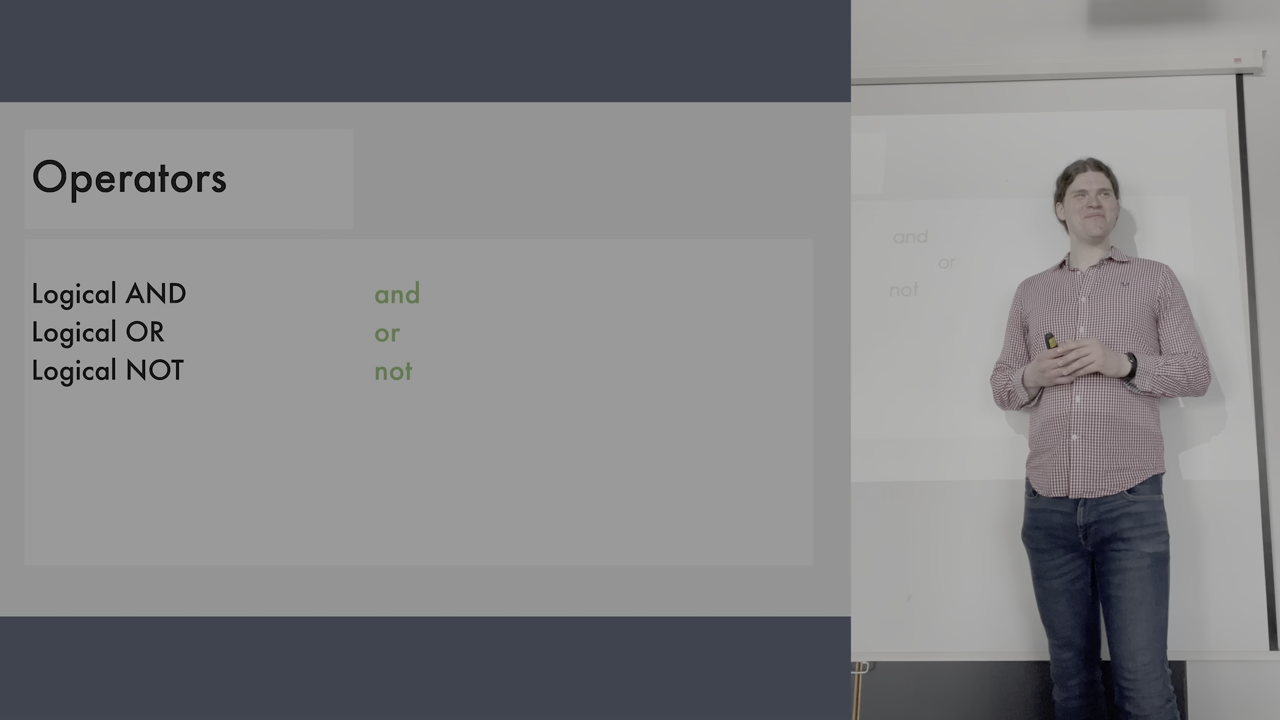 Operators
Logical AND and
Logical OR or
Logical NOT not
and
or
not